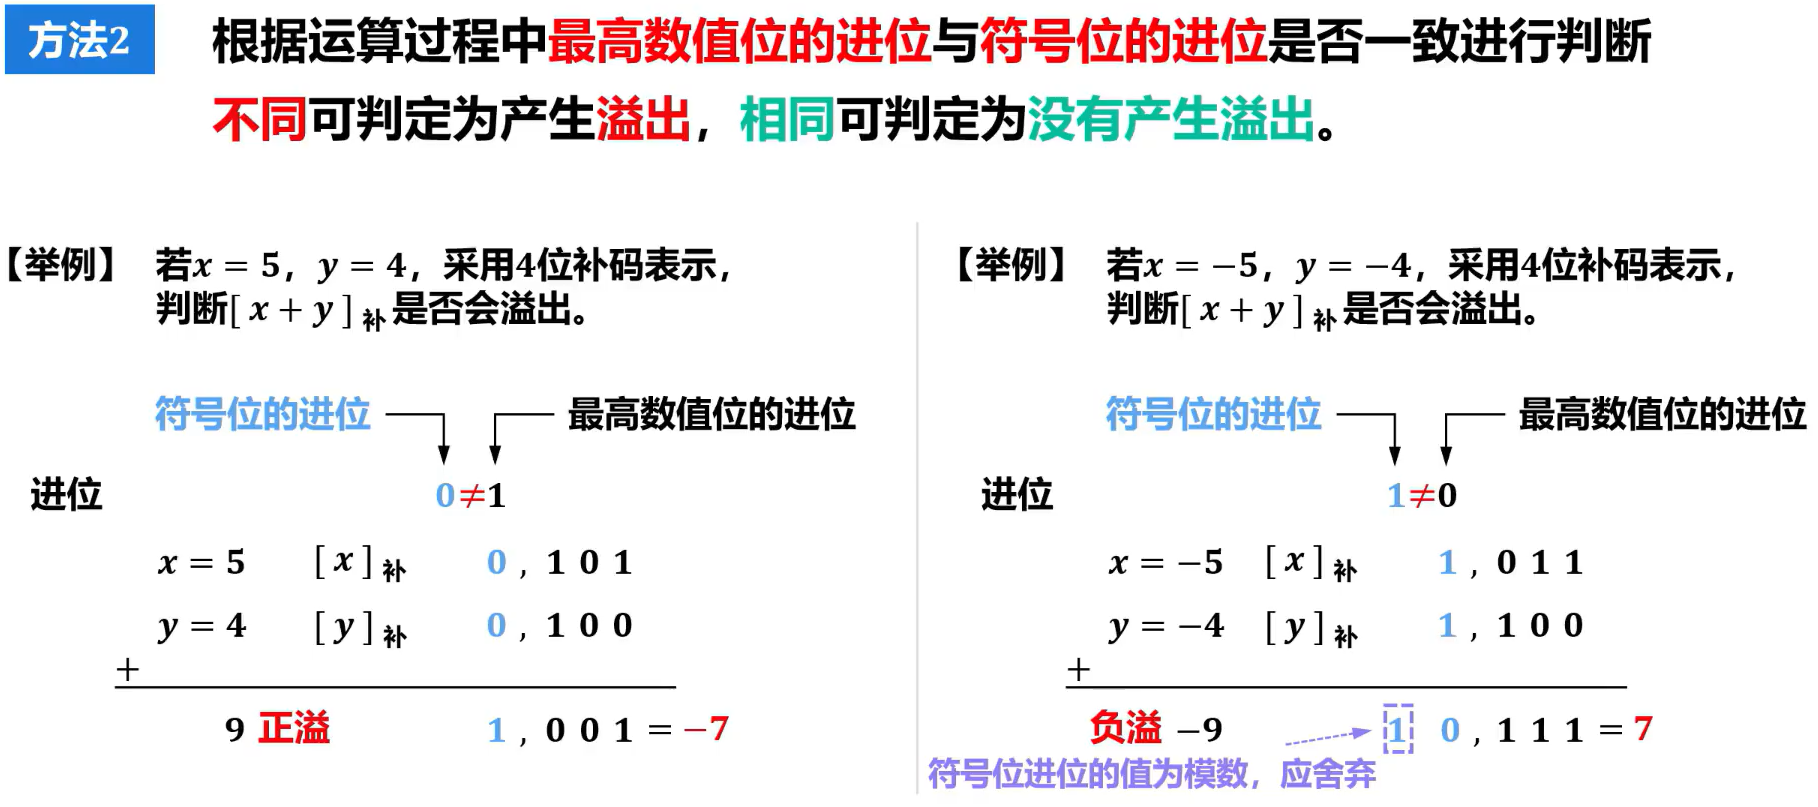 方法2
根据运算过程中最高数值位的进位与符号位的进位是否一致进行判断
不同可判定为产生溢出，相同可判定为没有产生溢出。
【举例】 若x = 5，y = 4，采用4位补码表示，
判断[ x + y ]补 是否会溢出。
符号位的进位 最高数值位的进位
进位 0≠1
x = 5 [ x ]补 0 , 1 0 1
y = 4 [ y ]补 0 , 1 0 0
+
9 正溢 1 , 0 0 1 = −7
【举例】 若x = −5，y = −4，采用4位补码表示，
判断[ x + y ]补 是否会溢出。
符号位的进位 最高数值位的进位
进位 1≠0
x = −5 [ x ]补 1 , 0 1 1
y = −4 [ y ]补 1 , 1 0 0
+
负溢 −9 1 0 , 1 1 1 = 7
符号位进位的值为模数，应舍弃